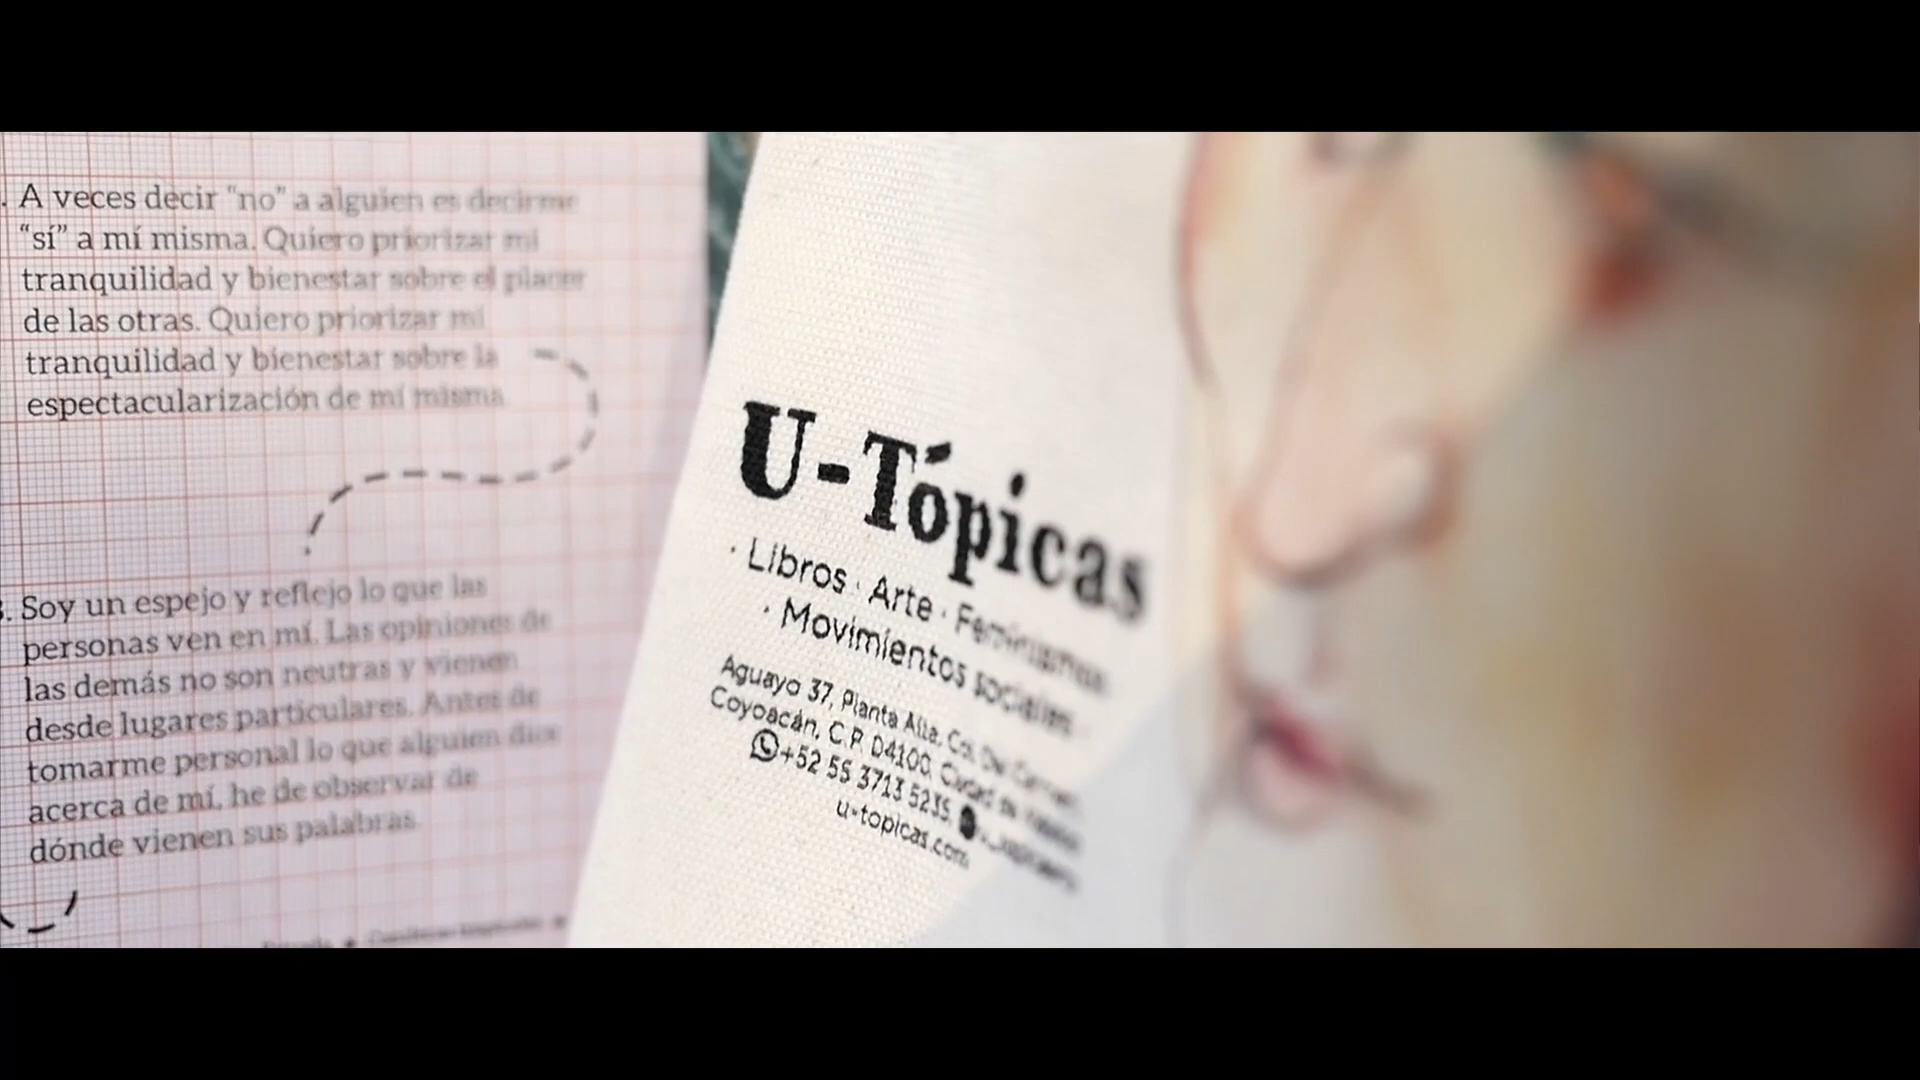 . A veces decir “no” a alguien es decirme
“sí” a mí misma. Quiero priorizar mi
tranquilidad y bienestar sobre el placer
de las otras. Quiero priorizar mi
tranquilidad y bienestar sobre la
espectacularización de mí misma
. Soy un espejo y reflejo lo que las
personas ven en mí. Las opiniones de
las demás no son neutras y vienen
desde lugares particulares. Antes de
tomarme personal lo que alguien dice
acerca de mí, he de observar de
dónde vienen sus palabras.
U-Tópicas
· Libros · Arte · Feminismos
· Movimientos sociales ·
Aguayo 37, Planta Alta, Col. Del Carmen,
Coyoacán, C.P. 04100, Ciudad de México
+52 55 3713 5235,
u-topicas.com